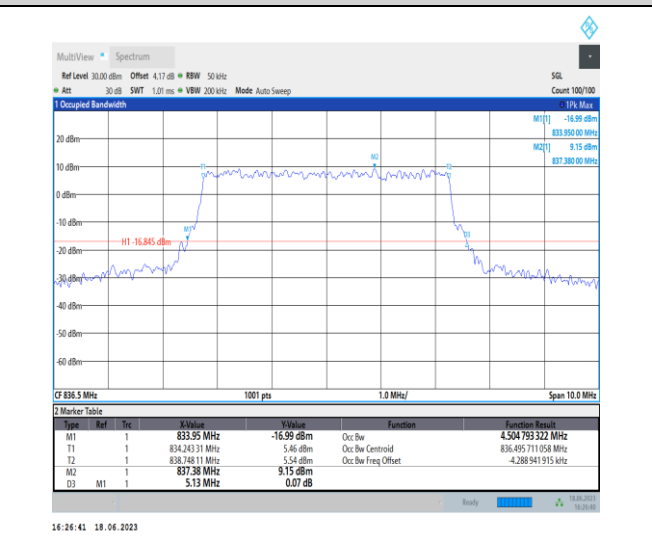 MultiView Spectrum
Ref Level 30.00 dBm Offset 4.17 dB RBW 50 kHz SGL
Att 30 dB SWT 1.01 ms VBW 200 kHz Mode Auto Sweep Count 100/100
1 Occupied Bandwidth 1Pk Max
M1[1] -16.99 dBm
833.950 00 MHz
20 dBm
M2[1] 9.15 dBm
837.380 00 MHz
M2
T1 T2
10 dBm
0 dBm
-10 dBm
M1
D3
H1 -16.845 dBm
-20 dBm
-30 dBm
-40 dBm
-50 dBm
-60 dBm
CF 836.5 MHz 1001 pts 1.0 MHz/ Span 10.0 MHz
2 Marker Table
Type Ref Trc X-Value Y-Value Function Function Result
M1 1 833.95 MHz -16.99 dBm Occ Bw 4.504 793 322 MHz
T1 1 834.243 31 MHz 5.46 dBm Occ Bw Centroid 836.495 711 058 MHz
T2 1 838.748 11 MHz 5.54 dBm Occ Bw Freq Offset -4.288 941 915 kHz
M2 1 837.38 MHz 9.15 dBm
D3 M1 1 5.13 MHz 0.07 dB
Ready 18.06.2023
16:26:40
16:26:41 18.06.2023